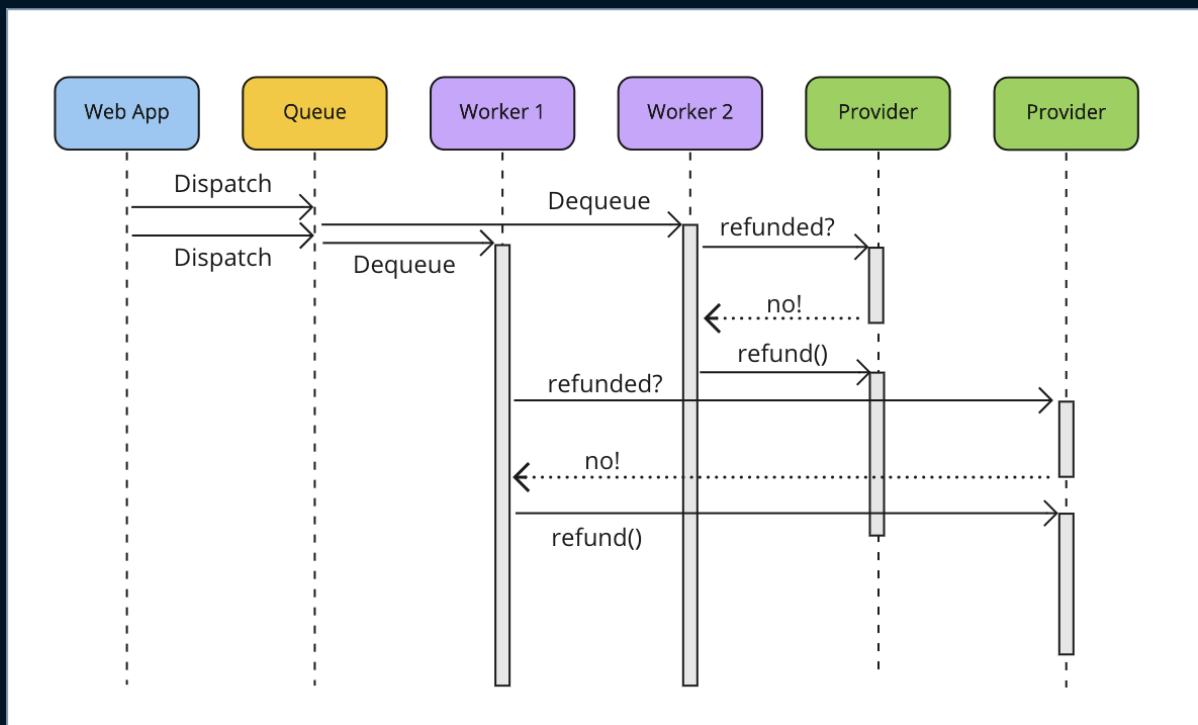 Web App
Queue
Worker 1
Worker 2
Provider
Provider
Dispatch
Dequeue
refunded?
Dispatch
Dequeue
no!
refund()
refunded?
no!
refund()